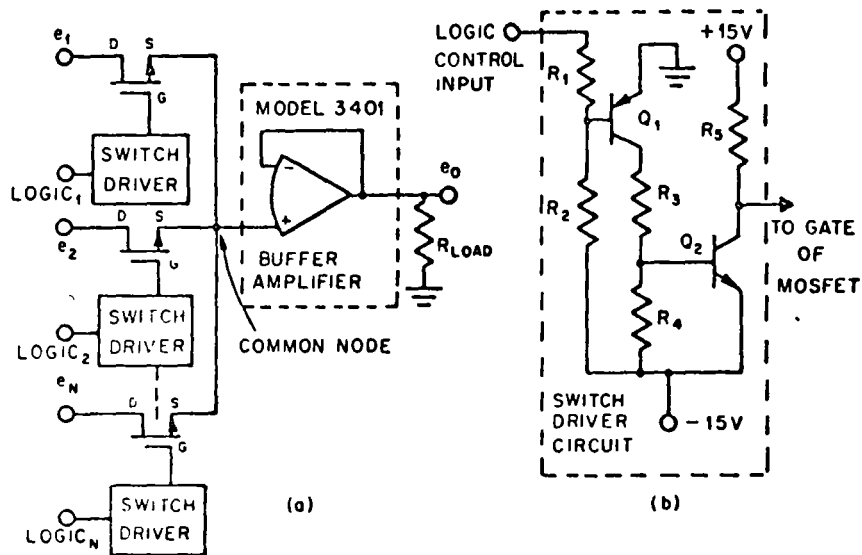 e₁
D S
G
SWITCH
DRIVER
LOGIC₁
e₂
D S
G
SWITCH
DRIVER
LOGIC₂
eN
D S
G
SWITCH
DRIVER
LOGICN
MODEL 3401
-
+
e₀
RLOAD
BUFFER
AMPLIFIER
COMMON NODE
(a)
LOGIC
CONTROL
INPUT
+15V
R₁
Q₁
R₅
R₂
R₃
Q₂
TO GATE
OF
MOSFET
R₄
SWITCH
DRIVER
CIRCUIT
-15V
(b)